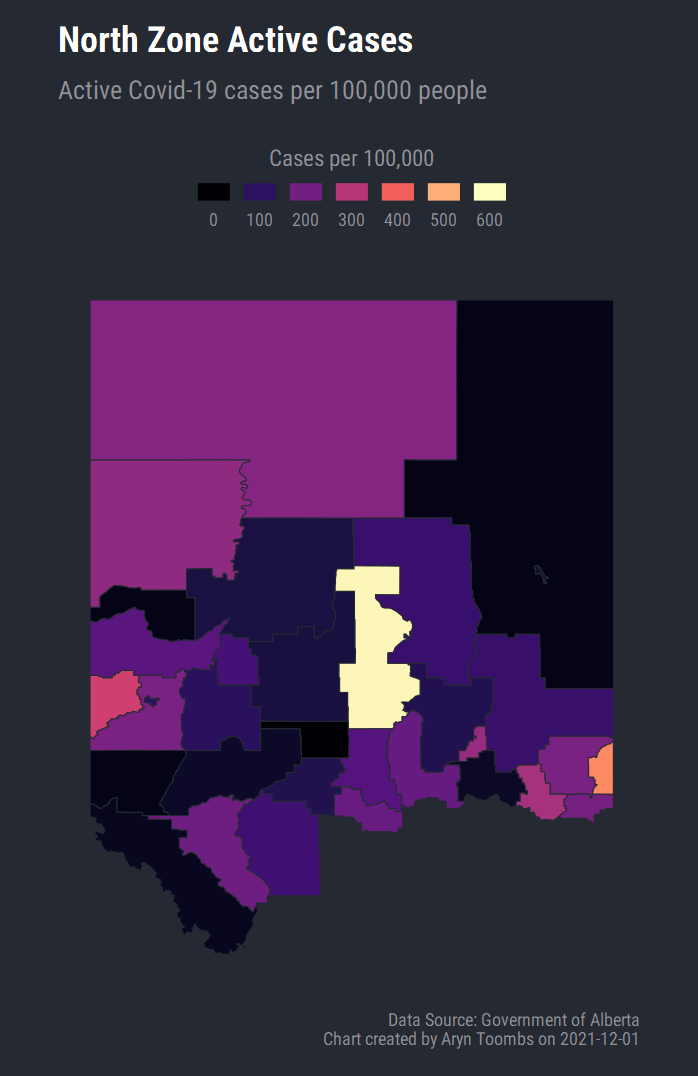 North Zone Active Cases
Active Covid-19 cases per 100,000 people
Cases per 100,000
0 100 200 300 400 500 600
Data Source: Government of Alberta
Chart created by Aryn Toombs on 2021-12-01